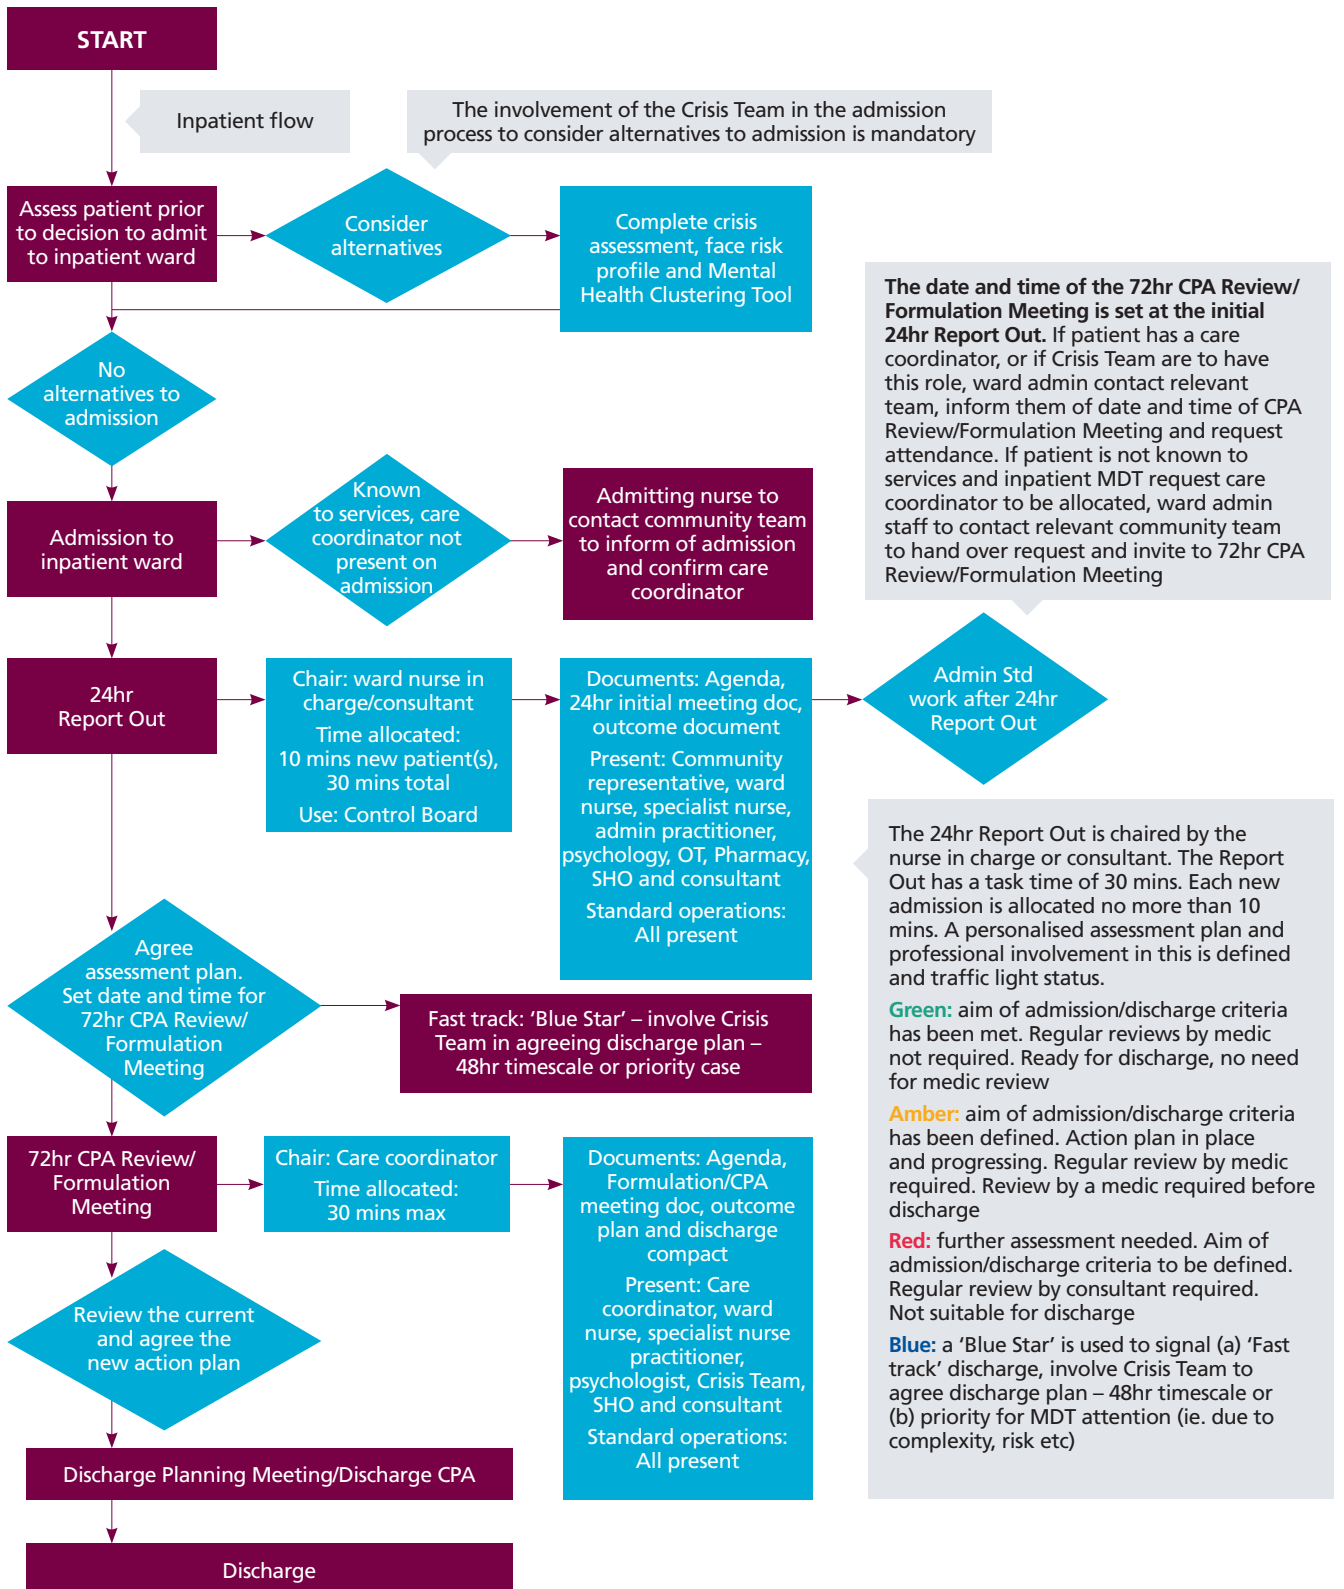 START
Inpatient flow
The involvement of the Crisis Team in the admission
process to consider alternatives to admission is mandatory
Assess patient prior
to decision to admit
to inpatient ward
Consider
alternatives
Complete crisis
assessment, face risk
profile and Mental
Health Clustering Tool
The date and time of the 72hr CPA Review/
Formulation Meeting is set at the initial
24hr Report Out. If patient has a care
coordinator, or if Crisis Team are to have
this role, ward admin contact relevant
team, inform them of date and time of CPA
Review/Formulation Meeting and request
attendance. If patient is not known to
services and inpatient MDT request care
coordinator to be allocated, ward admin
staff to contact relevant community team
to hand over request and invite to 72hr CPA
Review/Formulation Meeting
No
alternatives to
admission
Admission to
inpatient ward
Known
to services, care
coordinator not
present on
admission
Admitting nurse to
contact community team
to inform of admission
and confirm care
coordinator
24hr
Report Out
Chair: ward nurse in
charge/consultant
Time allocated:
10 mins new patient(s),
30 mins total
Use: Control Board
Documents: Agenda,
24hr initial meeting doc,
outcome document
Present: Community
representative, ward
nurse, specialist nurse,
admin practitioner,
psychology, OT, Pharmacy,
SHO and consultant
Standard operations:
All present
Admin Std
work after 24hr
Report Out
The 24hr Report Out is chaired by the
nurse in charge or consultant. The Report
Out has a task time of 30 mins. Each new
admission is allocated no more than 10
mins. A personalised assessment plan and
professional involvement in this is defined
and traffic light status.
Green: aim of admission/discharge criteria
has been met. Regular reviews by medic
not required. Ready for discharge, no need
for medic review
Amber: aim of admission/discharge criteria
has been defined. Action plan in place
and progressing. Regular review by medic
required. Review by a medic required before
discharge
Red: further assessment needed. Aim of
admission/discharge criteria to be defined.
Regular review by consultant required.
Not suitable for discharge
Blue: a ‘Blue Star’ is used to signal (a) ‘Fast
track’ discharge, involve Crisis Team to
agree discharge plan – 48hr timescale or
(b) priority for MDT attention (ie. due to
complexity, risk etc)
Agree
assessment plan.
Set date and time for
72hr CPA Review/
Formulation
Meeting
Fast track: ‘Blue Star’ – involve Crisis
Team in agreeing discharge plan –
48hr timescale or priority case
72hr CPA Review/
Formulation
Meeting
Chair: Care coordinator
Time allocated:
30 mins max
Documents: Agenda,
Formulation/CPA
meeting doc, outcome
plan and discharge
compact
Present: Care
coordinator, ward
nurse, specialist nurse
practitioner,
psychologist, Crisis Team,
SHO and consultant
Standard operations:
All present
Review the current
and agree the
new action plan
Discharge Planning Meeting/Discharge CPA
Discharge